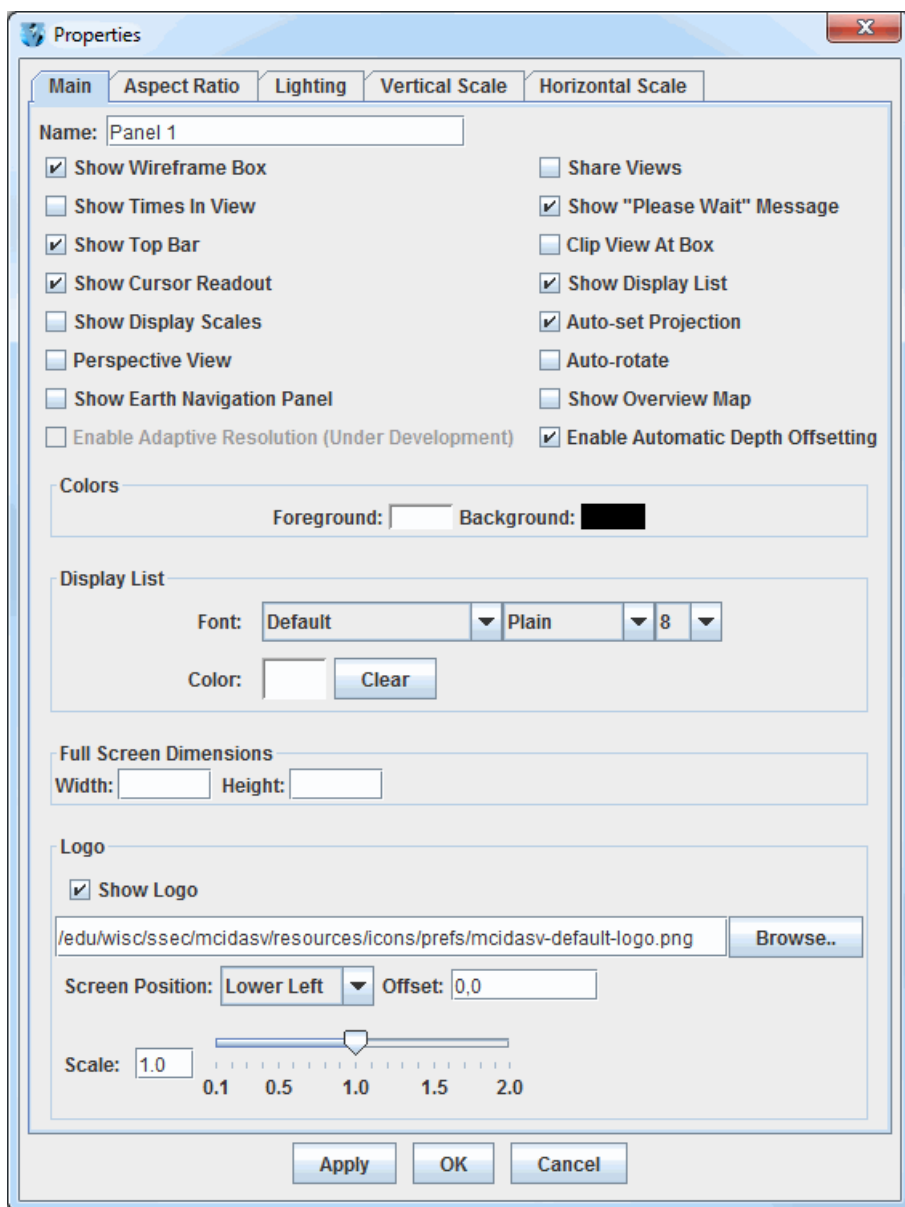 Properties
Main Aspect Ratio Lighting Vertical Scale Horizontal Scale
Name: Panel 1
Show Wireframe Box Share Views
Show Times In View Show "Please Wait" Message
Show Top Bar Clip View At Box
Show Cursor Readout Show Display List
Show Display Scales Auto-set Projection
Perspective View Auto-rotate
Show Earth Navigation Panel Show Overview Map
Enable Adaptive Resolution (Under Development) Enable Automatic Depth Offsetting
Colors
Foreground: Background:
Display List
Font: Default Plain 8
Color: Clear
Full Screen Dimensions
Width: Height:
Logo
Show Logo
/edu/wisc/ssec/mcidasv/resources/icons/prefs/mcidasv-default-logo.png Browse..
Screen Position: Lower Left Offset: 0,0
Scale: 1.0
0.1 0.5 1.0 1.5 2.0
Apply OK Cancel